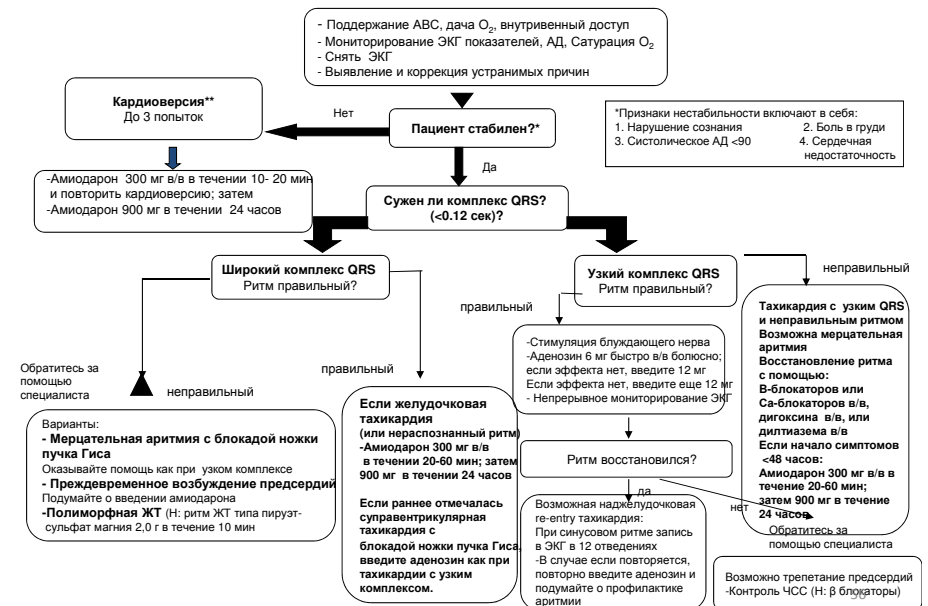 - Поддержание АВС, дача O2, внутривенный доступ
- Мониторирование ЭКГ показателей, АД, Сатурация O2
- Снять ЭКГ
- Выявление и коррекция устранимых причин
Кардиоверсия**
До 3 попыток
Нет
Пациент стабилен?*
*Признаки нестабильности включают в себя:
1. Нарушение сознания 2. Боль в груди
3. Систолическое АД <90 4. Сердечная
недостаточность
Да
-Амиодарон 300 мг в/в в течении 10- 20 мин
и повторить кардиоверсию; затем
-Амиодарон 900 мг в течении 24 часов
Сужен ли комплекс QRS?
(<0.12 сек)?
Широкий комплекс QRS
Ритм правильный?
Узкий комплекс QRS
Ритм правильный?
неправильный
правильный
Тахикардия с узким QRS
и неправильным ритмом
Возможна мерцательная
аритмия
Восстановление ритма
с помощью:
В-блокаторов или
Са-блокаторов в/в,
дигоксина в/в, или
дилтиазема в/в
Если начало симптомов
<48 часов:
Амиодарон 300 мг в/в в
течение 20-60 мин;
затем 900 мг в течение
24 часов
-Стимуляция блуждающего нерва
-Аденозин 6 мг быстро в/в болюсно;
если эффекта нет, введите 12 мг
Если эффекта нет, введите еще 12 мг
- Непрерывное мониторирование ЭКГ
Обратитесь за
помощью
специалиста
неправильный
правильный
Варианты:
- Мерцательная аритмия с блокадой ножки
пучка Гиса
Оказывайте помощь как при узком комплексе
- Преждевременное возбуждение предсердий
Подумайте о введении амиодарона
-Полиморфная ЖТ (Н: ритм ЖТ типа пируэт-
сульфат магния 2,0 г в течение 10 мин
Если желудочковая
тахикардия
(или нераспознанный ритм)
-Амиодарон 300 мг в/в
в течении 20-60 мин; затем
900 мг в течении 24 часов
Если раннее отмечалась
суправентрикулярная
тахикардия с
блокадой ножки пучка Гиса,
введите аденозин как при
тахикардии с узким
комплексом.
Ритм восстановился?
да
нет
Возможная наджелудочковая
re-entry тахикардия:
При синусовом ритме запись
в ЭКГ в 12 отведениях
-В случае если повторяется,
повторно введите аденозин и
подумайте о профилактике
аритмии
Обратитесь за
помощью специалиста
Возможно трепетание предсердий
-Контроль ЧСС (Н: β блокаторы)